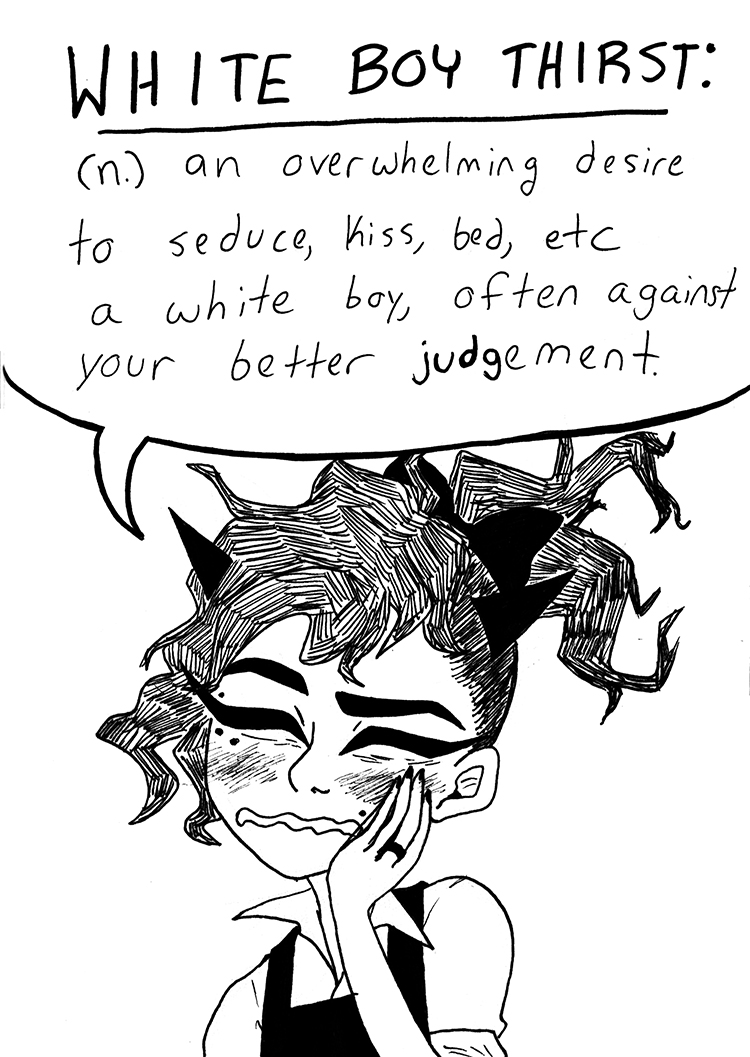 WHITE BOY THIRST:
(n.) an overwhelming desire
to seduce, kiss, bed, etc
a white boy, often against
your better judgement.